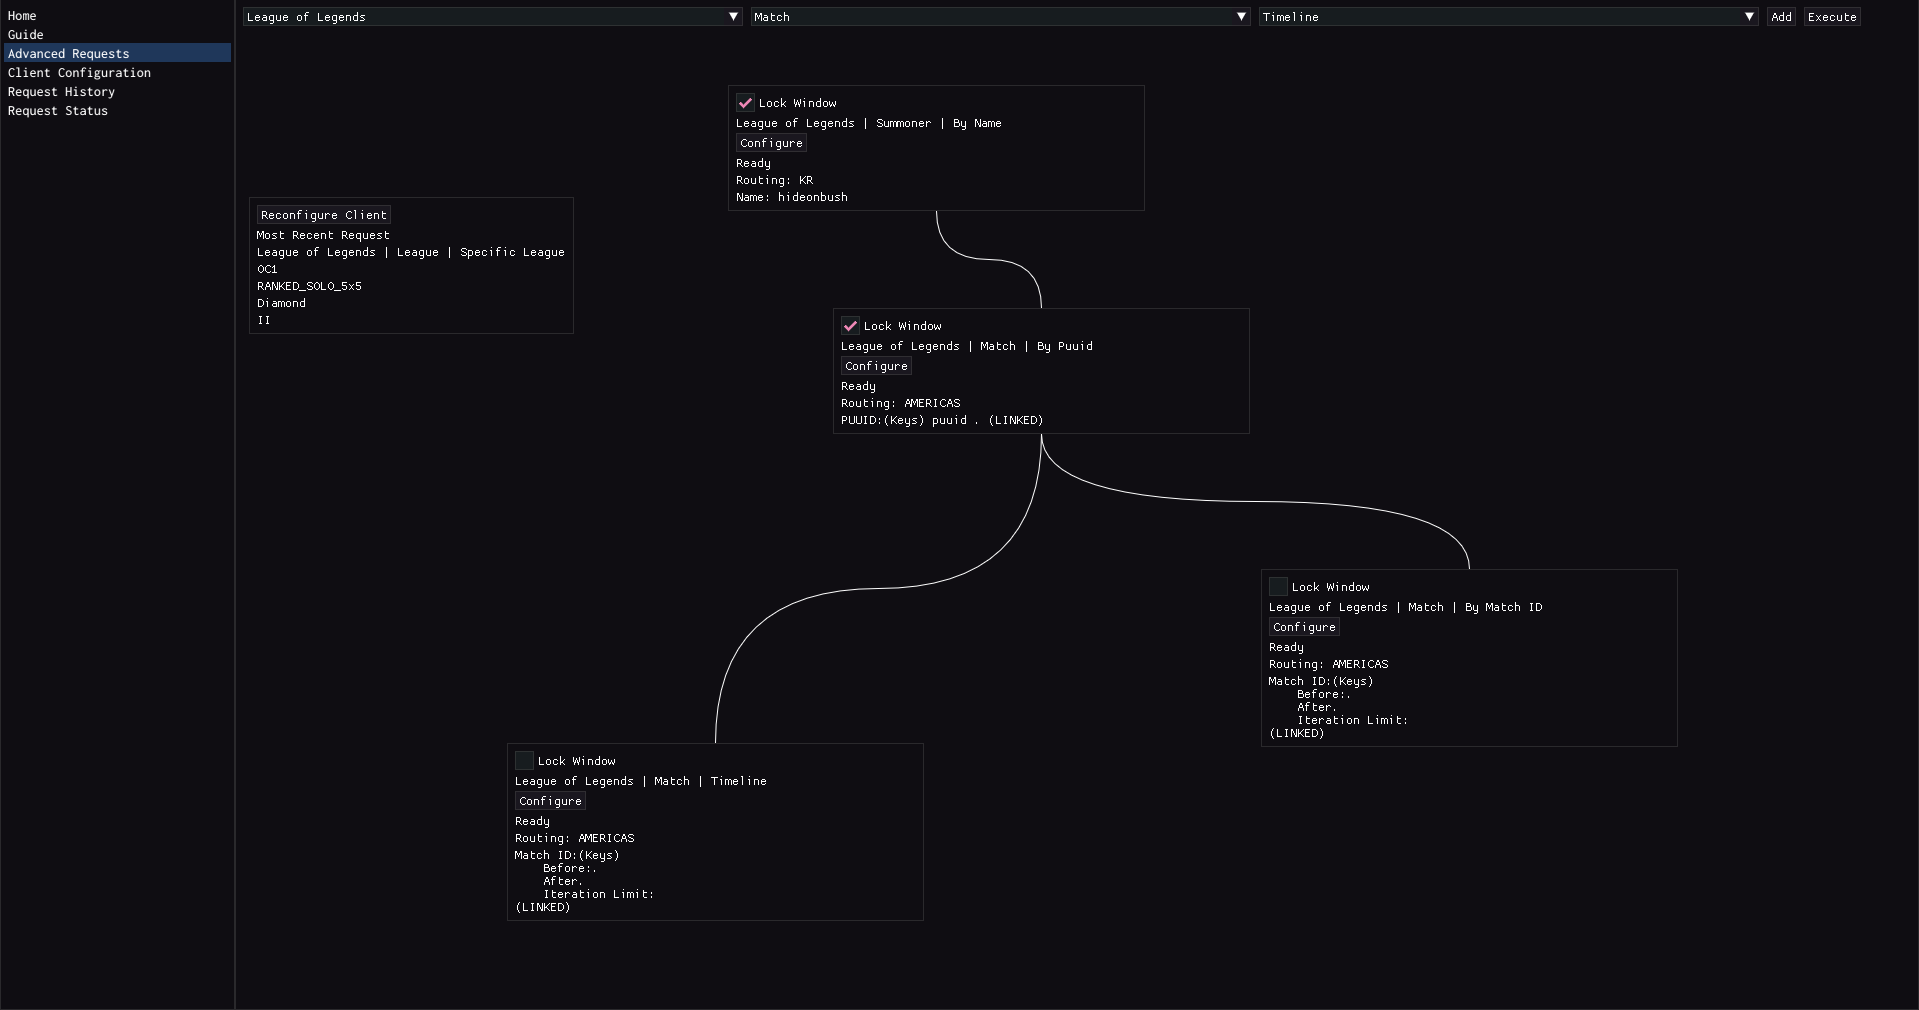 Home
Guide
Advanced Requests
Client Configuration
Request History
Request Status
League of Legends
Match
Timeline
Add
Execute
Lock Window
League of Legends | Summoner | By Name
Configure
Ready
Routing: KR
Name: hideonbush
Reconfigure Client
Most Recent Request
League of Legends | League | Specific League
OC1
RANKED_SOLO_5x5
Diamond
II
Lock Window
League of Legends | Match | By Puuid
Configure
Ready
Routing: AMERICAS
PUUID:(Keys) puuid . (LINKED)
Lock Window
League of Legends | Match | By Match ID
Configure
Ready
Routing: AMERICAS
Match ID:(Keys)
Before:.
After.
Iteration Limit:
(LINKED)
Lock Window
League of Legends | Match | Timeline
Configure
Ready
Routing: AMERICAS
Match ID:(Keys)
Before:.
After.
Iteration Limit:
(LINKED)